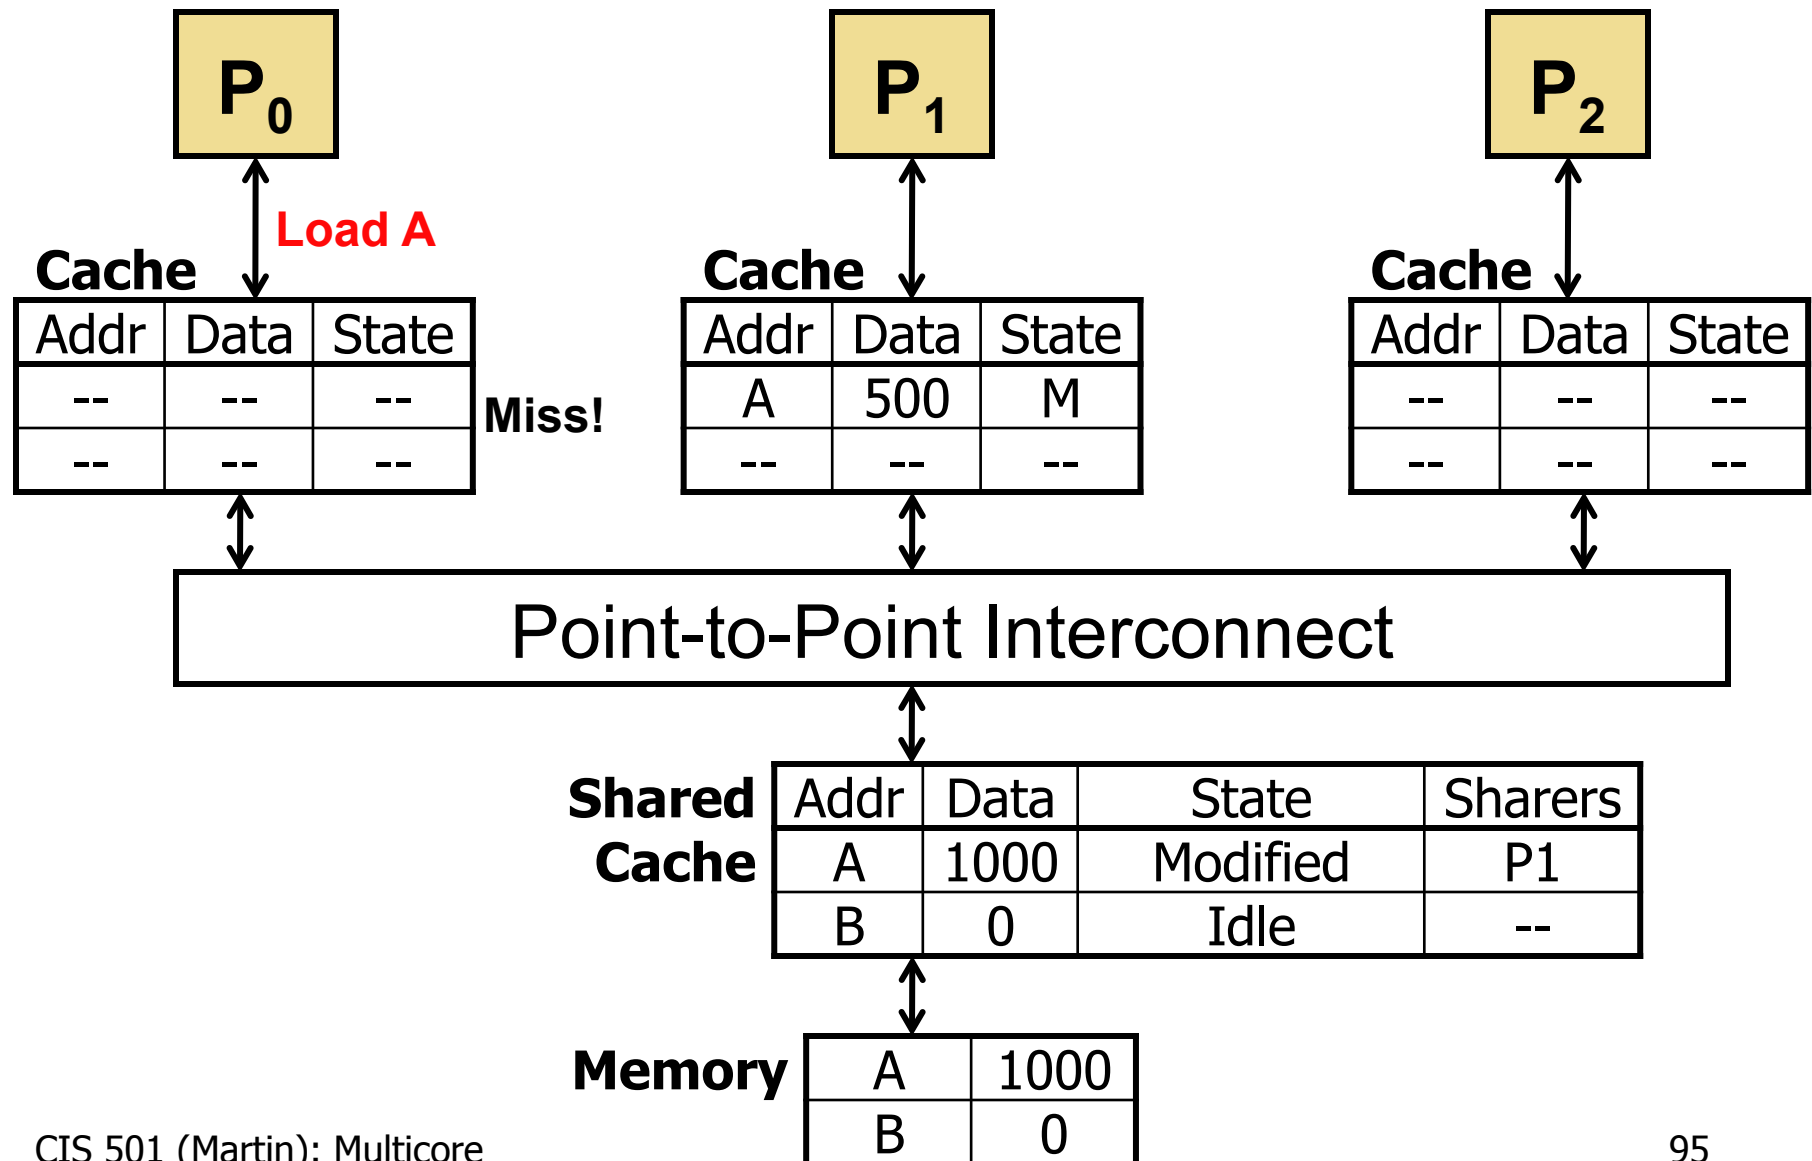 P0 P1 P2
Load A
Cache Cache Cache
Addr Data State Addr Data State Addr Data State
-- -- -- Miss! A 500 M -- -- --
-- -- -- -- -- -- -- -- --
Point-to-Point Interconnect
Shared Addr Data State Sharers
Cache A 1000 Modified P1
B 0 Idle --
Memory A 1000
B 0
CIS 501 (Martin): Multicore 95